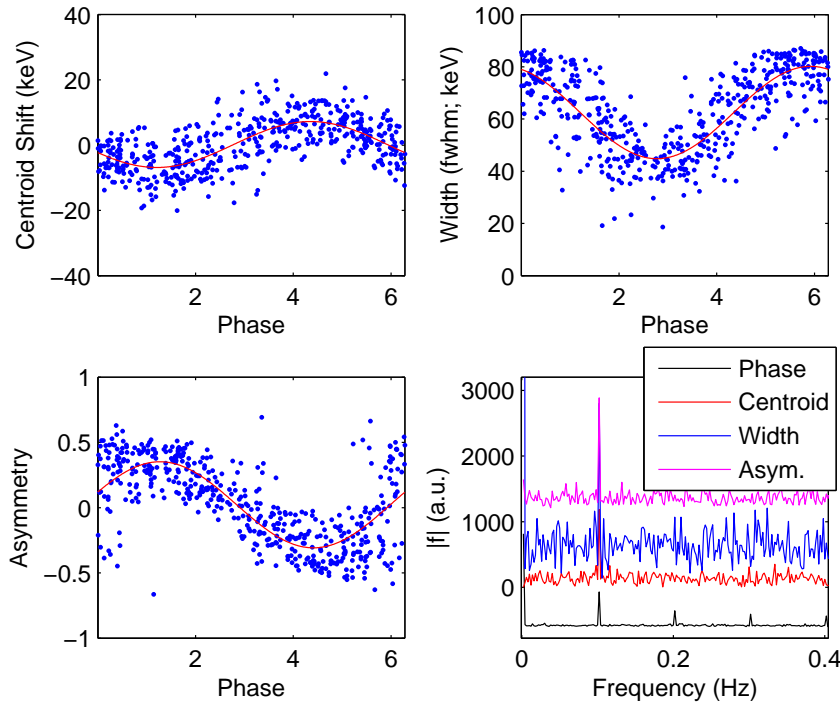 40
20
0
−20
−40
2
4
6
Centroid Shift (keV)
Phase
100
80
60
40
20
0
2
4
6
Width (fwhm; keV)
Phase
1
0.5
0
−0.5
−1
2
4
6
Asymmetry
Phase
3000
2000
1000
0
0
0.2
0.4
|f| (a.u.)
Frequency (Hz)
Phase
Centroid
Width
Asym.